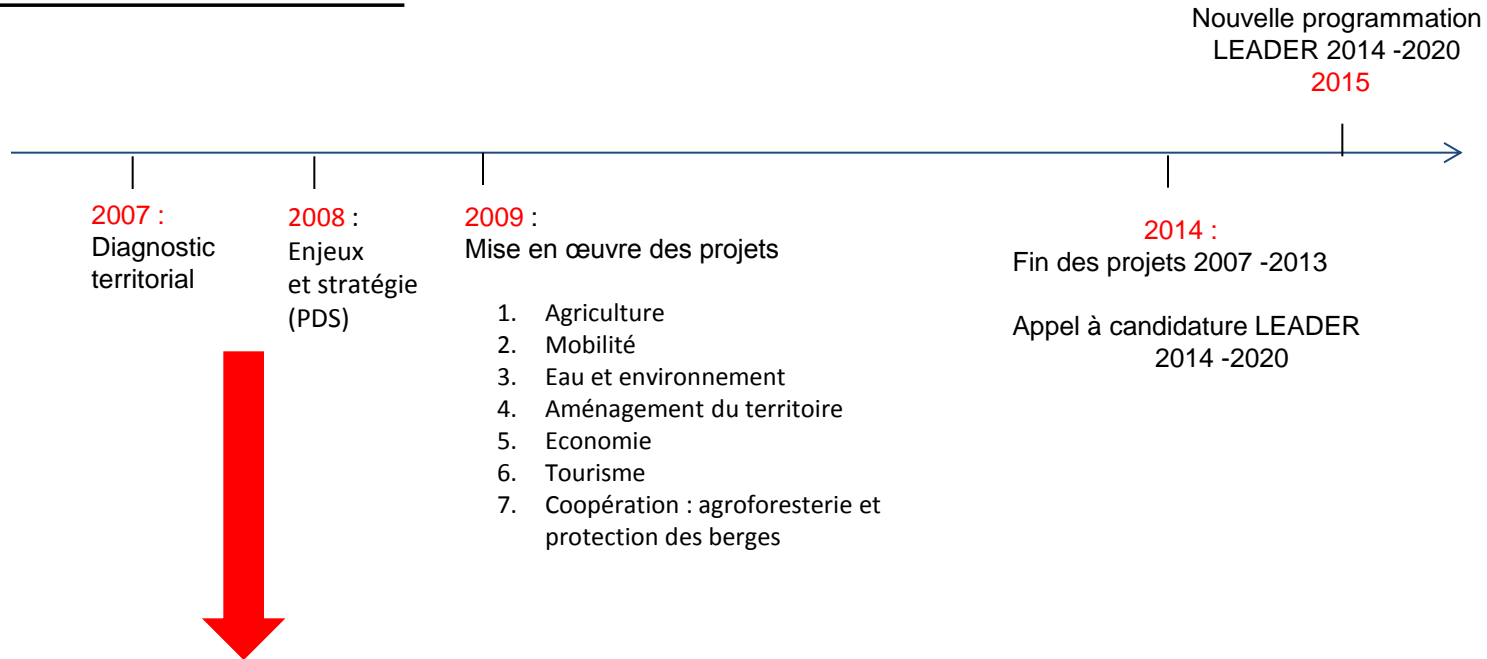 Nouvelle programmation
LEADER 2014 -2020
2015
2007 :
Diagnostic
territorial
2008 :
Enjeux
et stratégie
(PDS)
2009 :
Mise en œuvre des projets
1. Agriculture
2. Mobilité
3. Eau et environnement
4. Aménagement du territoire
5. Economie
6. Tourisme
7. Coopération : agroforesterie et
protection des berges
2014 :
Fin des projets 2007 -2013
Appel à candidature LEADER
2014 -2020